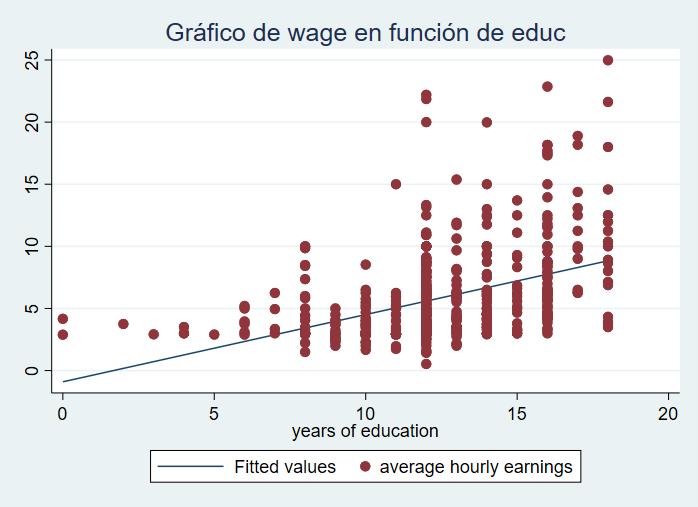 Gráfico de wage en función de educ
25
20
15
10
5
0
0 5 10 15 20
years of education
Fitted values average hourly earnings